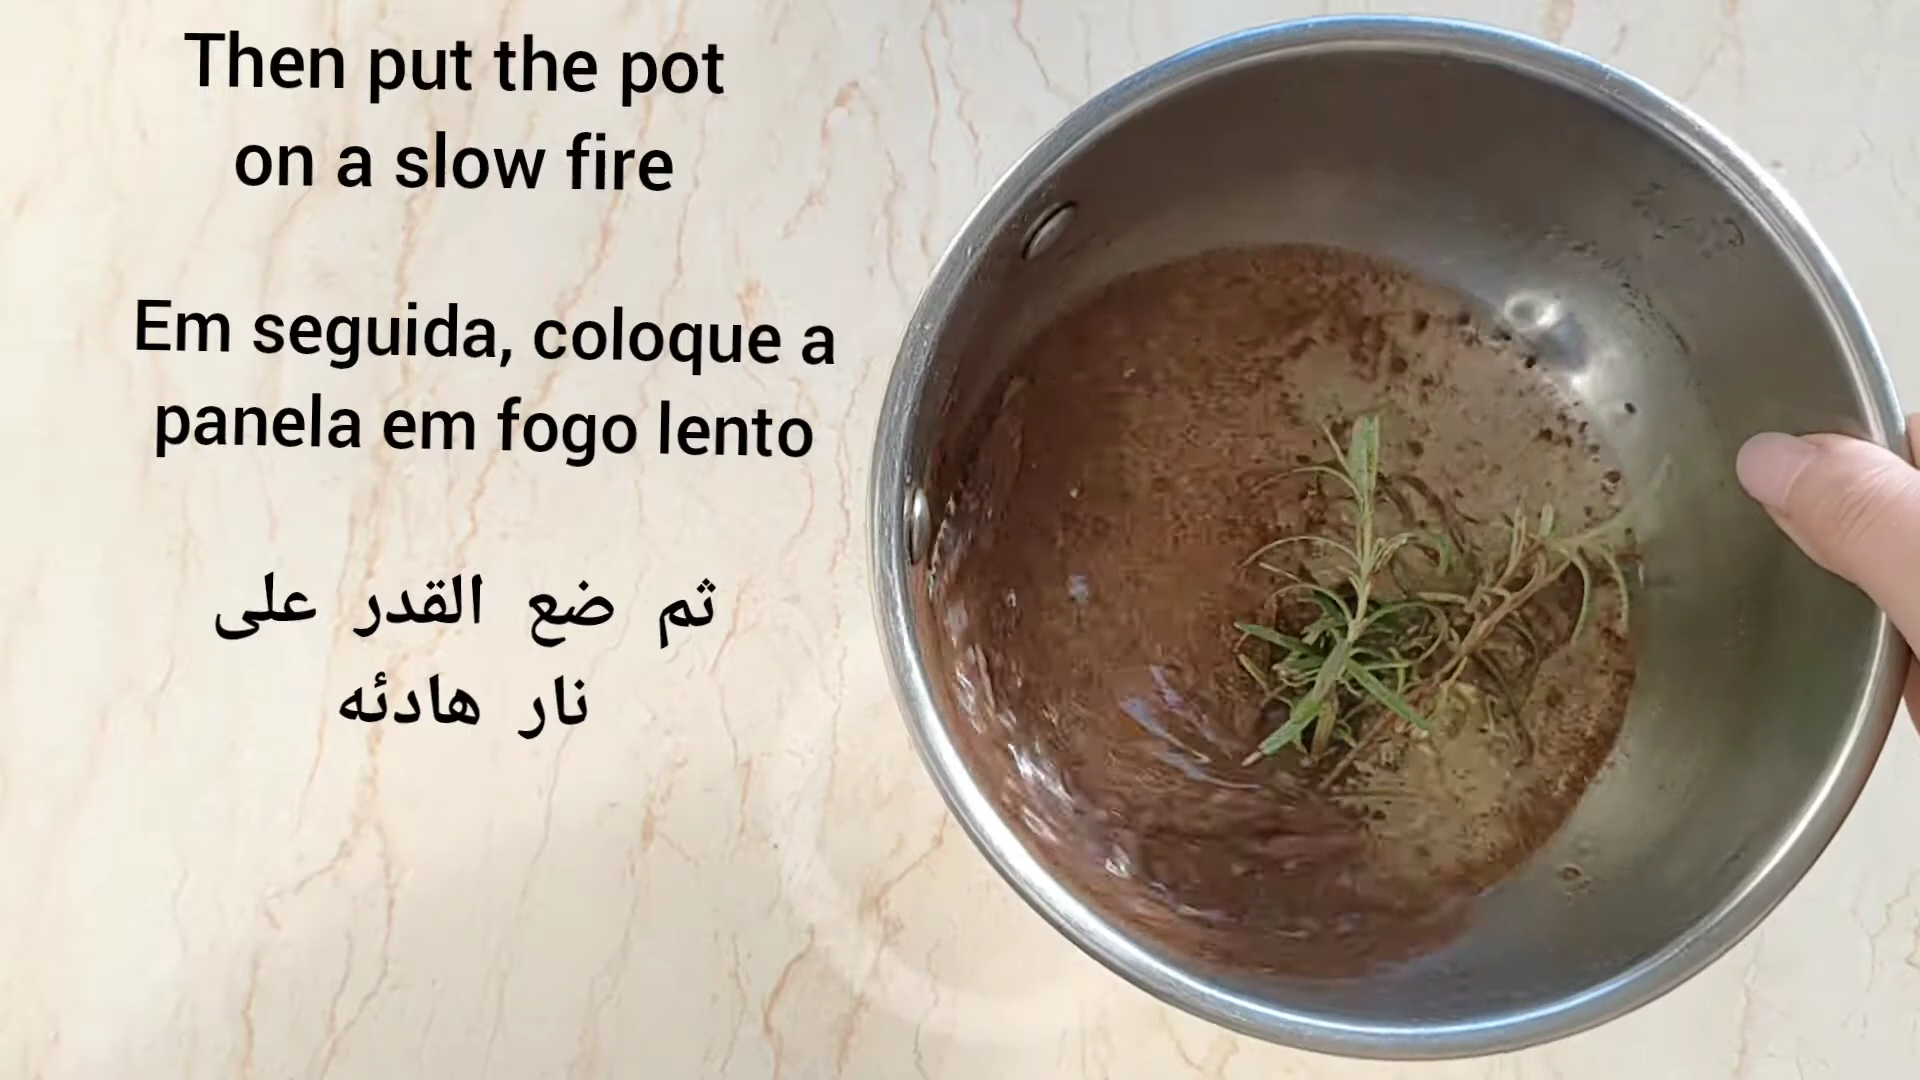 Then put the pot
on a slow fire
Em seguida, coloque a
panela em fogo lento
ثم ضع القدر على
نار هادئه